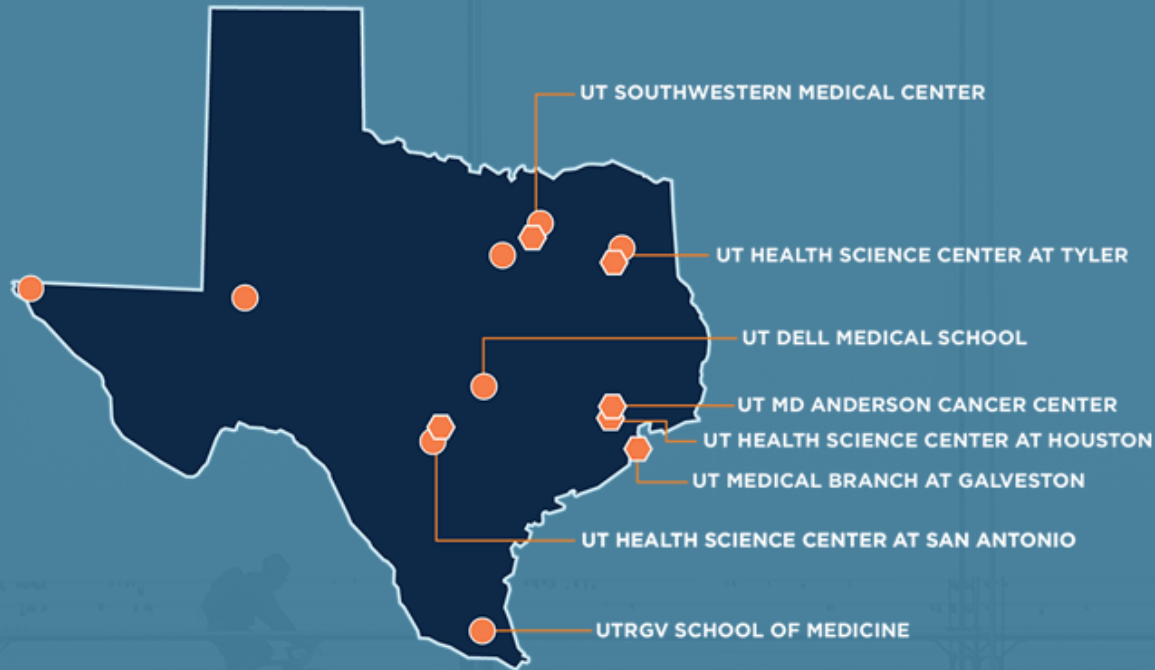 UT SOUTHWESTERN MEDICAL CENTER
UT HEALTH SCIENCE CENTER AT TYLER
UT DELL MEDICAL SCHOOL
UT MD ANDERSON CANCER CENTER
UT HEALTH SCIENCE CENTER AT HOUSTON
UT MEDICAL BRANCH AT GALVESTON
UT HEALTH SCIENCE CENTER AT SAN ANTONIO
UTRGV SCHOOL OF MEDICINE